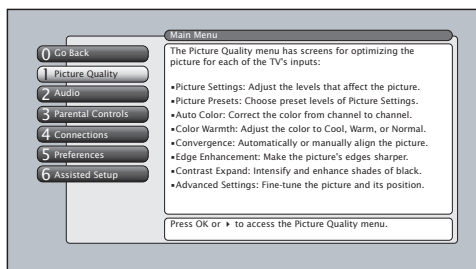 Main Menu
0 Go Back
1 Picture Quality
2 Audio
3 Parental Controls
4 Connections
5 Preferences
6 Assisted Setup
The Picture Quality menu has screens for optimizing the
picture for each of the TV's inputs:
▪Picture Settings: Adjust the levels that affect the picture.
▪Picture Presets: Choose preset levels of Picture Settings.
▪Auto Color: Correct the color from channel to channel.
▪Color Warmth: Adjust the color to Cool, Warm, or Normal.
▪Convergence: Automatically or manually align the picture.
▪Edge Enhancement: Make the picture's edges sharper.
▪Contrast Expand: Intensify and enhance shades of black.
▪Advanced Settings: Fine-tune the picture and its position.
Press OK or ▸ to access the Picture Quality menu.